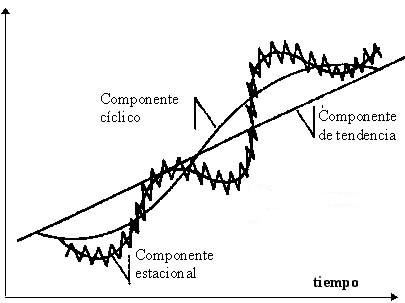 Componente
cíclico
Componente
de tendencia
Componente
estacional
tiempo